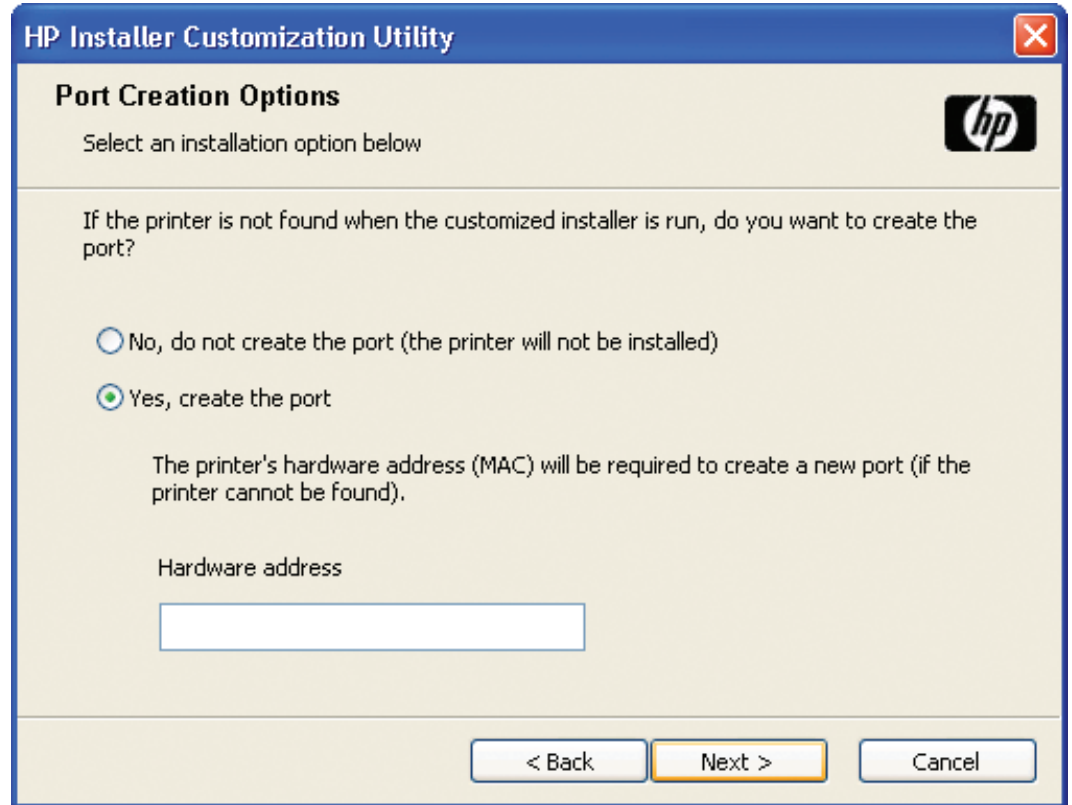 HP Installer Customization Utility
Port Creation Options
Select an installation option below
hp
If the printer is not found when the customized installer is run, do you want to create the
port?
No, do not create the port (the printer will not be installed)
Yes, create the port
The printer's hardware address (MAC) will be required to create a new port (if the
printer cannot be found).
Hardware address
< Back
Next >
Cancel